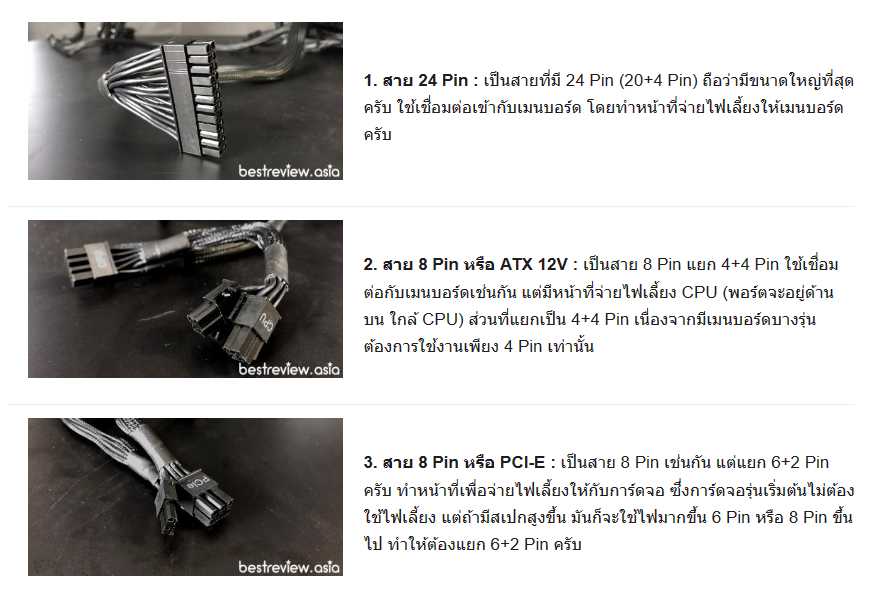 bestreview.asia
1. สาย 24 Pin : เป็นสายที่มี 24 Pin (20+4 Pin) ถือว่ามีขนาดใหญ่ที่สุด
ครับ ใช้เชื่อมต่อเข้ากับเมนบอร์ด โดยทำหน้าที่จ่ายไฟเลี้ยงให้เมนบอร์ด
ครับ
CPU
CPU
bestreview.asia
2. สาย 8 Pin หรือ ATX 12V : เป็นสาย 8 Pin แยก 4+4 Pin ใช้เชื่อม
ต่อกับเมนบอร์ดเช่นกัน แต่มีหน้าที่จ่ายไฟเลี้ยง CPU (พอร์ตจะอยู่ด้าน
บน ใกล้ CPU) ส่วนที่แยกเป็น 4+4 Pin เนื่องจากมีเมนบอร์ดบางรุ่น
ต้องการใช้งานเพียง 4 Pin เท่านั้น
PCIe
bestreview.asia
3. สาย 8 Pin หรือ PCI-E : เป็นสาย 8 Pin เช่นกัน แต่แยก 6+2 Pin
ครับ ทำหน้าที่เพื่อจ่ายไฟเลี้ยงให้กับการ์ดจอ ซึ่งการ์ดจอรุ่นเริ่มต้นไม่ต้อง
ใช้ไฟเลี้ยง แต่ถ้ามีสเปกสูงขึ้น มันก็จะใช้ไฟมากขึ้น 6 Pin หรือ 8 Pin ขึ้น
ไป ทำให้ต้องแยก 6+2 Pin ครับ